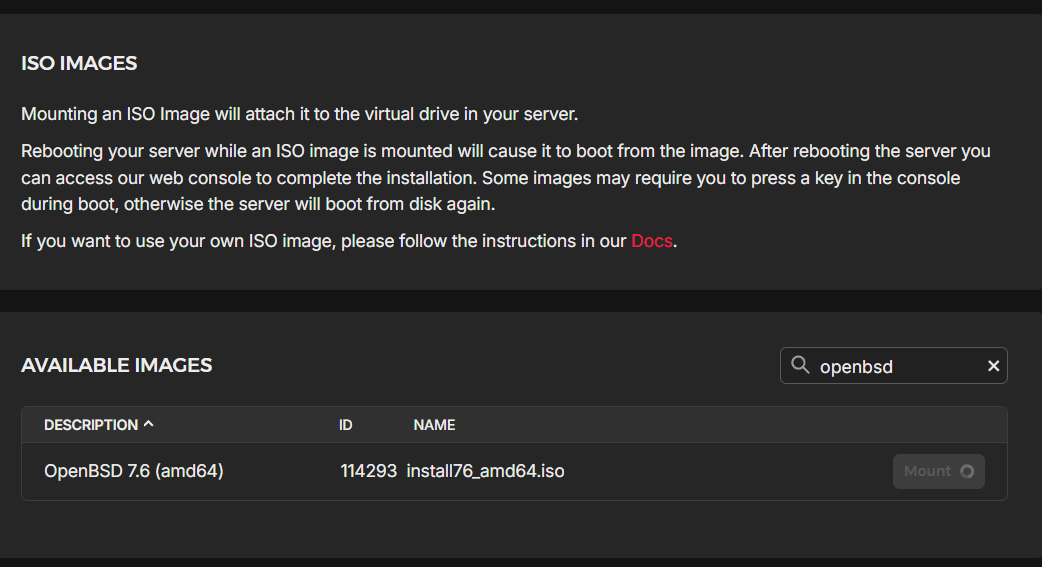 ISO IMAGES
Mounting an ISO Image will attach it to the virtual drive in your server.
Rebooting your server while an ISO image is mounted will cause it to boot from the image. After rebooting the server you
can access our web console to complete the installation. Some images may require you to press a key in the console
during boot, otherwise the server will boot from disk again.
If you want to use your own ISO image, please follow the instructions in our Docs.
AVAILABLE IMAGES
openbsd
DESCRIPTION ID NAME
OpenBSD 7.6 (amd64) 114293 install76_amd64.iso Mount